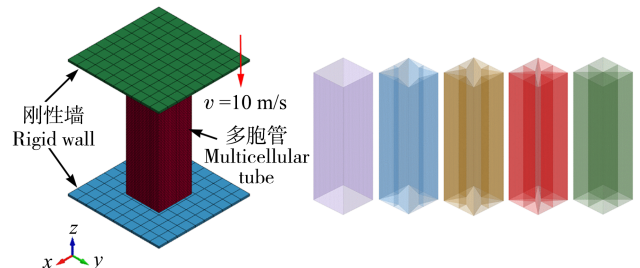 v=10 m/s
刚性墙
Rigid wall
多胞管
Multicellular
tube
z
x
y